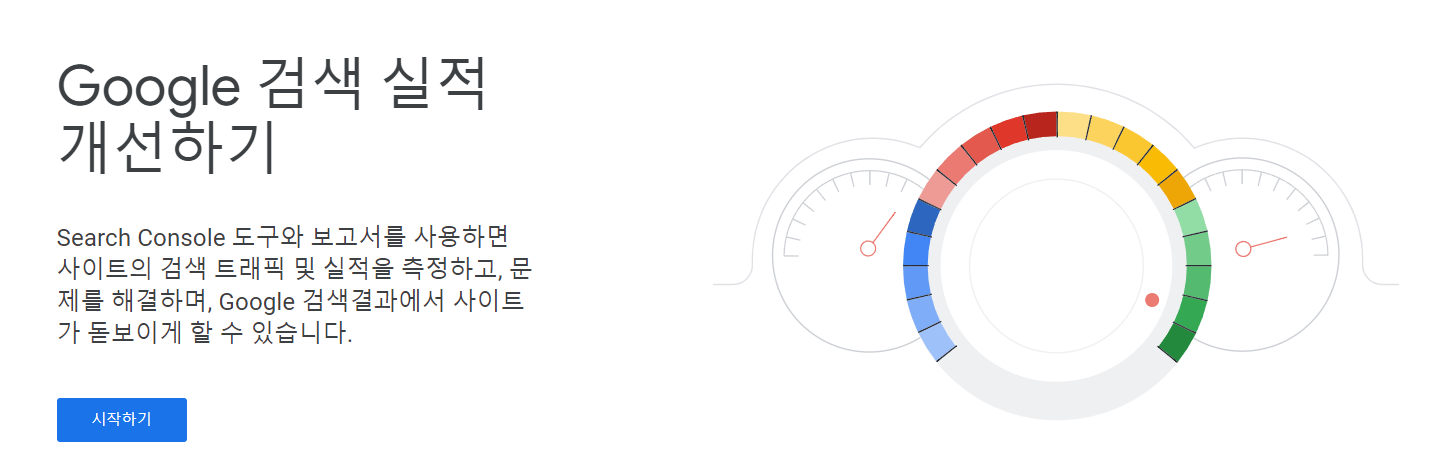 Google 검색 실적
개선하기
Search Console 도구와 보고서를 사용하면
사이트의 검색 트래픽 및 실적을 측정하고, 문
제를 해결하며, Google 검색결과에서 사이트
가 돋보이게 할 수 있습니다.
시작하기